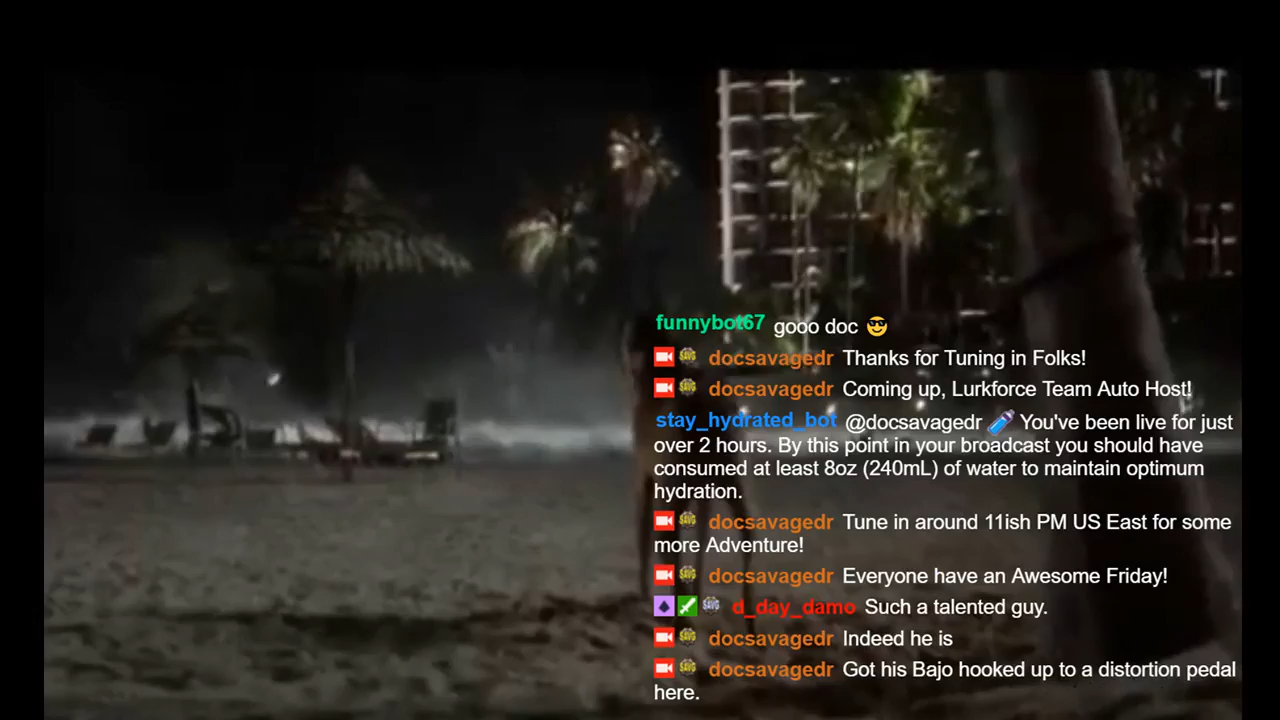 funnybot67 gooo doc 😎
docsavagedr Thanks for Tuning in Folks!
docsavagedr Coming up, Lurkforce Team Auto Host!
stay_hydrated_bot @docsavagedr You've been live for just
over 2 hours. By this point in your broadcast you should have
consumed at least 8oz (240mL) of water to maintain optimum
hydration.
docsavagedr Tune in around 11ish PM US East for some
more Adventure!
docsavagedr Everyone have an Awesome Friday!
d_day_damo Such a talented guy.
docsavagedr Indeed he is
docsavagedr Got his Bajo hooked up to a distortion pedal
here.